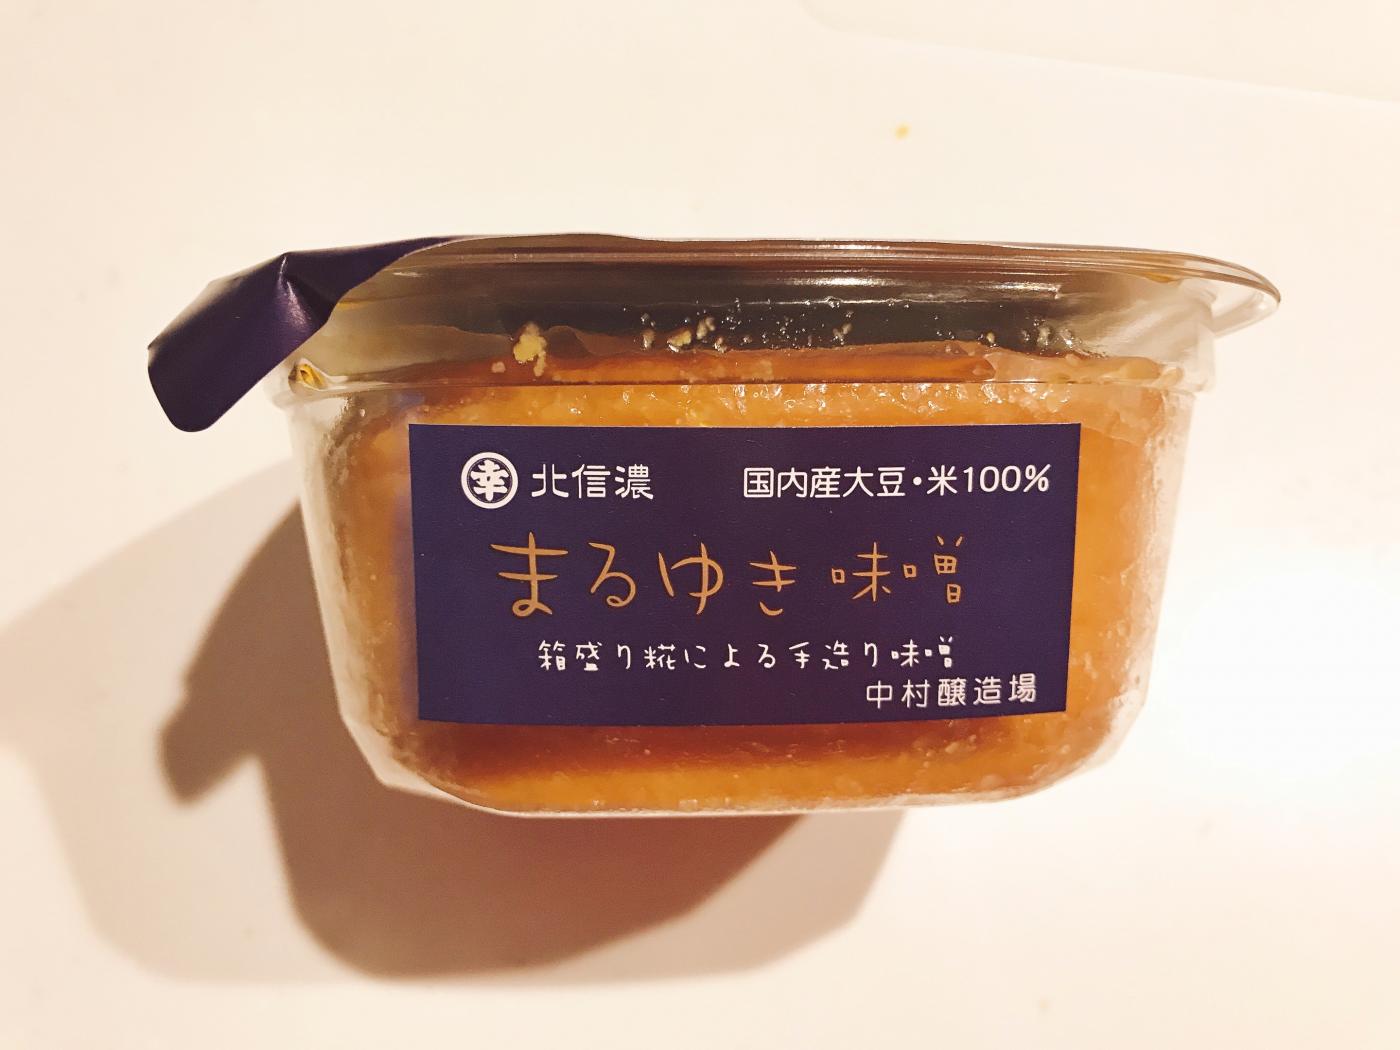 幸 北信濃 国内産大豆・米100%
まるゆき味噌
箱盛り糀による手造り味噌
中村醸造場